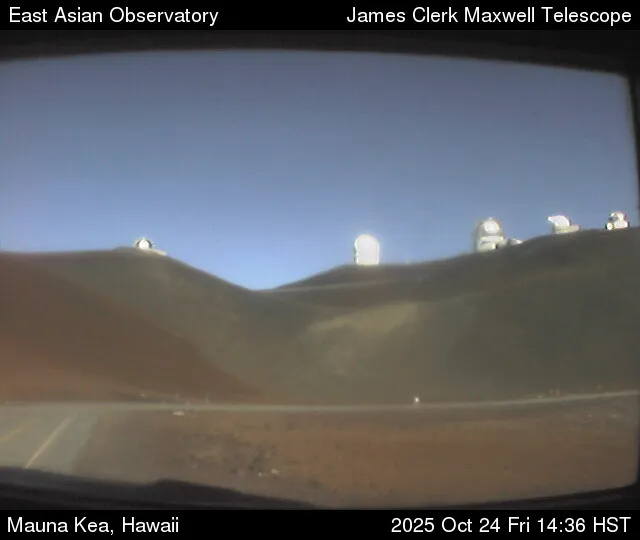 East Asian Observatory
James Clerk Maxwell Telescope
Mauna Kea, Hawaii
2025 Oct 24 Fri 14:36 HST